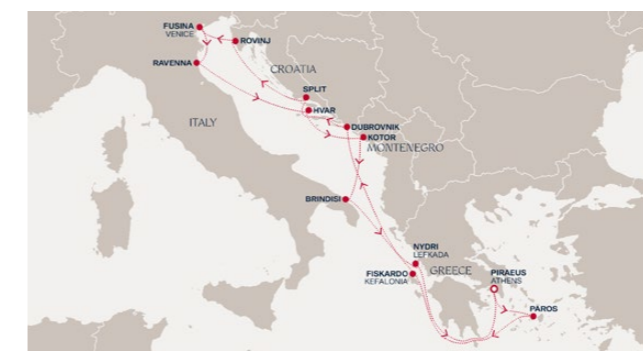 FUSINA
VENICE
ROVINJ
RAVENNA
CROATIA
SPLIT
HVAR
ITALY
DUBROVNIK
KOTOR
MONTENEGRO
BRINDISI
NYDRI
LEFKADA
FISKARDO
KEFALONIA
GREECE
PIRAEUS
ATHENS
PÁROS